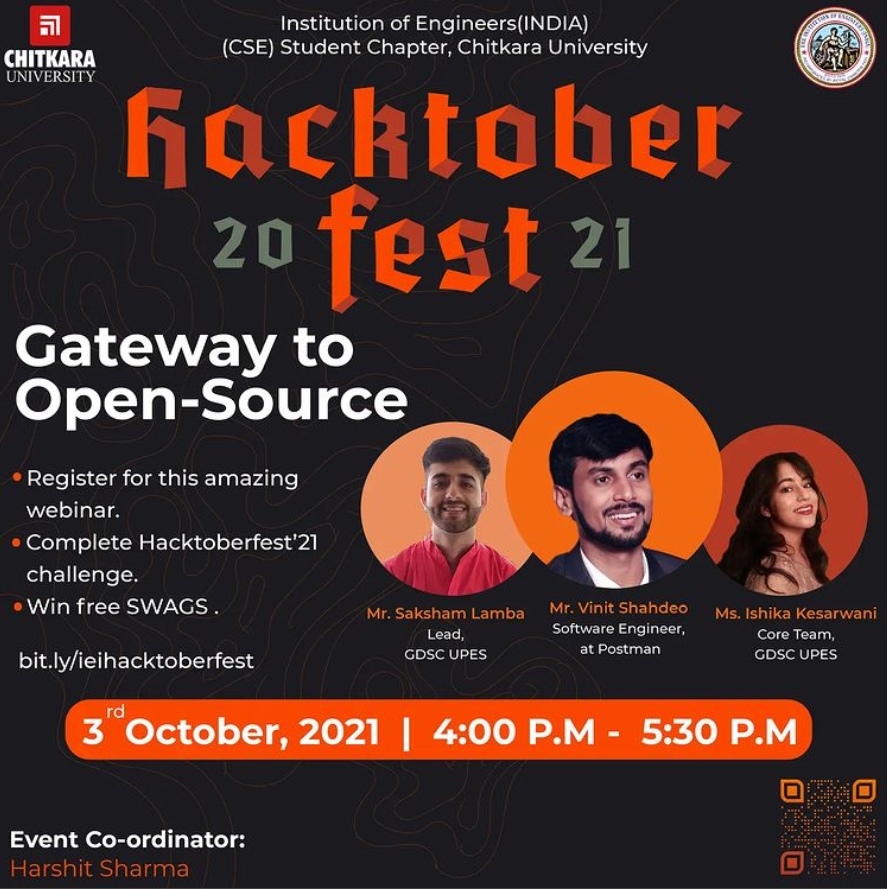 CHITKARA
UNIVERSITY
Institution of Engineers(INDIA)
(CSE) Student Chapter, Chitkara University
hacktober
20 fest 21
Gateway to
Open-Source
• Register for this amazing
webinar.
• Complete Hacktoberfest'21
challenge.
• Win free SWAGS .
bit.ly/ieihacktoberfest
Mr. Saksham Lamba
Lead,
GDSC UPES
Mr. Vinit Shahdeo
Software Engineer,
at Postman
Ms. Ishika Kesarwani
Core Team,
GDSC UPES
3rd October, 2021 | 4:00 P.M - 5:30 P.M
Event Co-ordinator:
Harshit Sharma